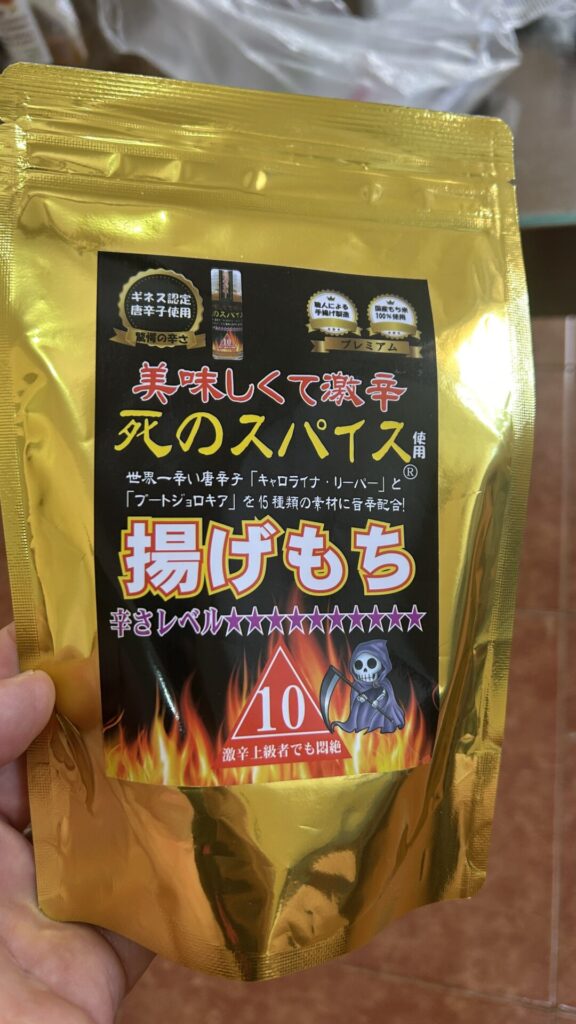 ギネス認定
唐辛子使用
驚愕の辛さ
のスパイス
10
職人による
手揚げ製造
国産もち米
100%使用
プレミアム
美味しくて激辛
死のスパイス®使用
世界一辛い唐辛子「キャロライナ・リーパー」と
「ブートジョロキア」を15種類の素材に旨辛配合!
揚げもち
辛さレベル★★★★★★★★★★
10
激辛上級者でも悶絶